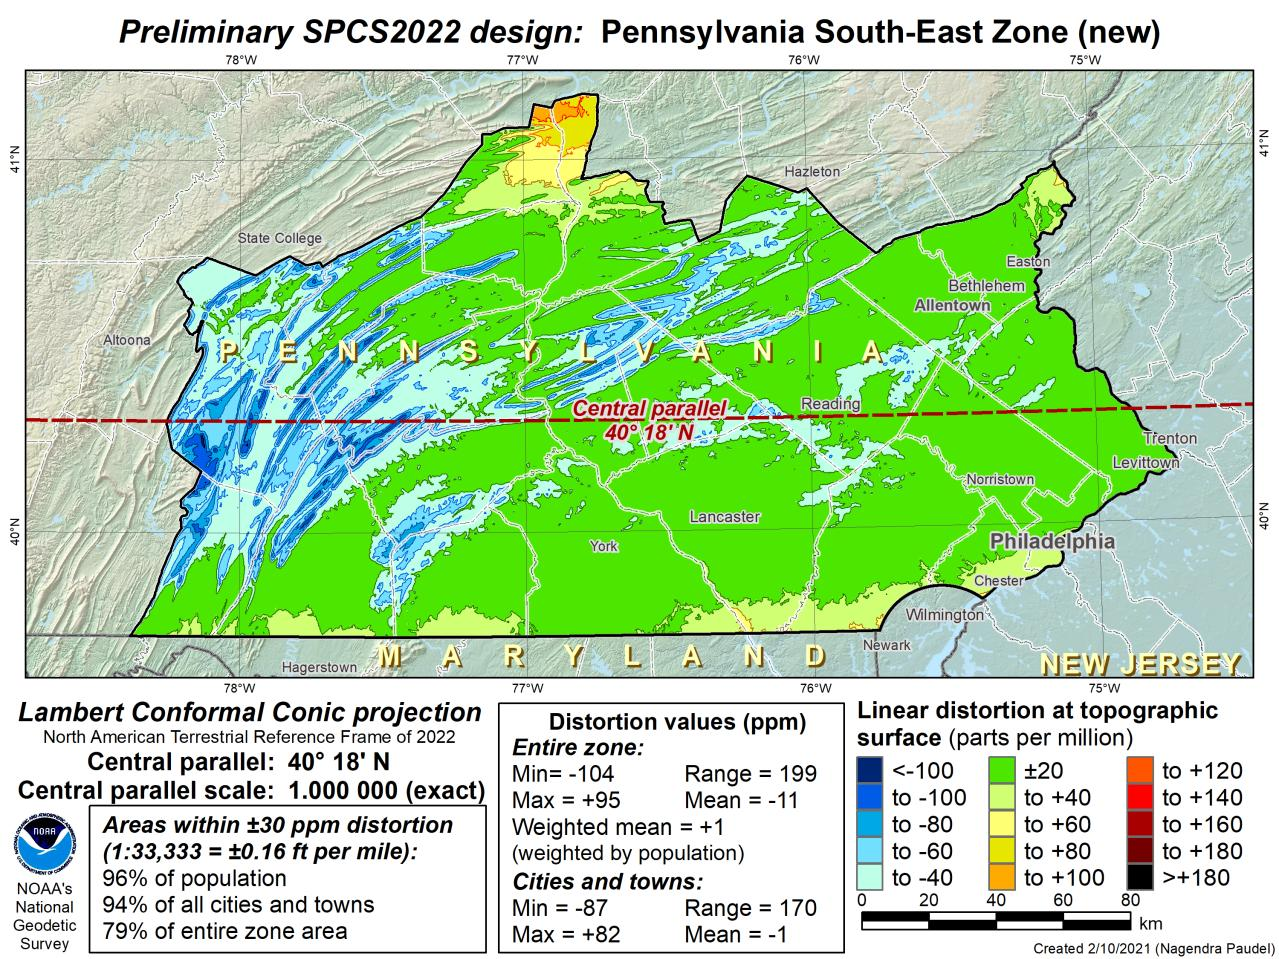 Preliminary SPCS2022 design: Pennsylvania South-East Zone (new)
78°W 77°W 76°W 75°W
41°N
41°N
Hazleton
State College
Easton
Bethlehem
Allentown
Altoona
P E N N S Y L V A N I A
Central parallel
40° 18' N
Reading
Trenton
Levittown
Norristown
40°N
40°N
Lancaster
York
Philadelphia
Chester
Wilmington
Newark
Hagerstown
M A R Y L A N D
NEW JERSEY
78°W 77°W 76°W 75°W
Lambert Conformal Conic projection
North American Terrestrial Reference Frame of 2022
Central parallel: 40° 18' N
Central parallel scale: 1.000 000 (exact)
NOAA
NOAA's
National
Geodetic
Survey
Areas within ±30 ppm distortion
(1:33,333 = ±0.16 ft per mile):
96% of population
94% of all cities and towns
79% of entire zone area
Distortion values (ppm)
Entire zone:
Min= -104 Range = 199
Max = +95 Mean = -11
Weighted mean = +1
(weighted by population)
Cities and towns:
Min = -87 Range = 170
Max = +82 Mean = -1
Linear distortion at topographic
surface (parts per million)
<-100 ±20 to +120
to -100 to +40 to +140
to -80 to +60 to +160
to -60 to +80 to +180
to -40 to +100 >+180
0 20 40 60 80
km
Created 2/10/2021 (Nagendra Paudel)